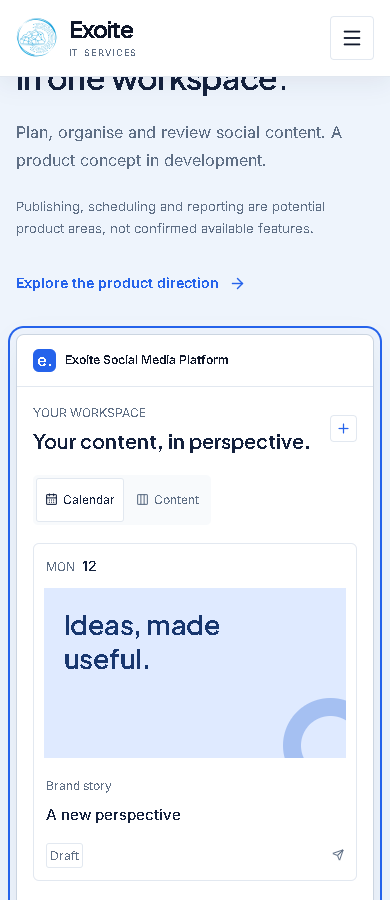 Exoite
IT SERVICES
in one workspace.
Plan, organise and review social content. A
product concept in development.
Publishing, scheduling and reporting are potential
product areas, not confirmed available features.
Explore the product direction
e. Exoite Social Media Platform
YOUR WORKSPACE
Your content, in perspective.
Calendar Content
MON 12
Ideas, made
useful.
Brand story
A new perspective
Draft